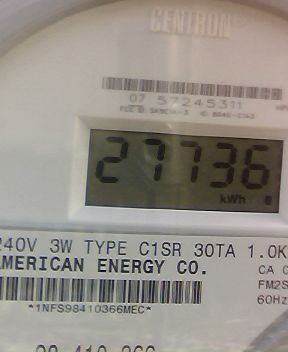 CENTRON
07 57245311
27736
kWh
240V 3W TYPE C1SR 30TA 1.0K
AMERICAN ENERGY CO.
CA
FM2S
60Hz
*1NFS98410366MEC*